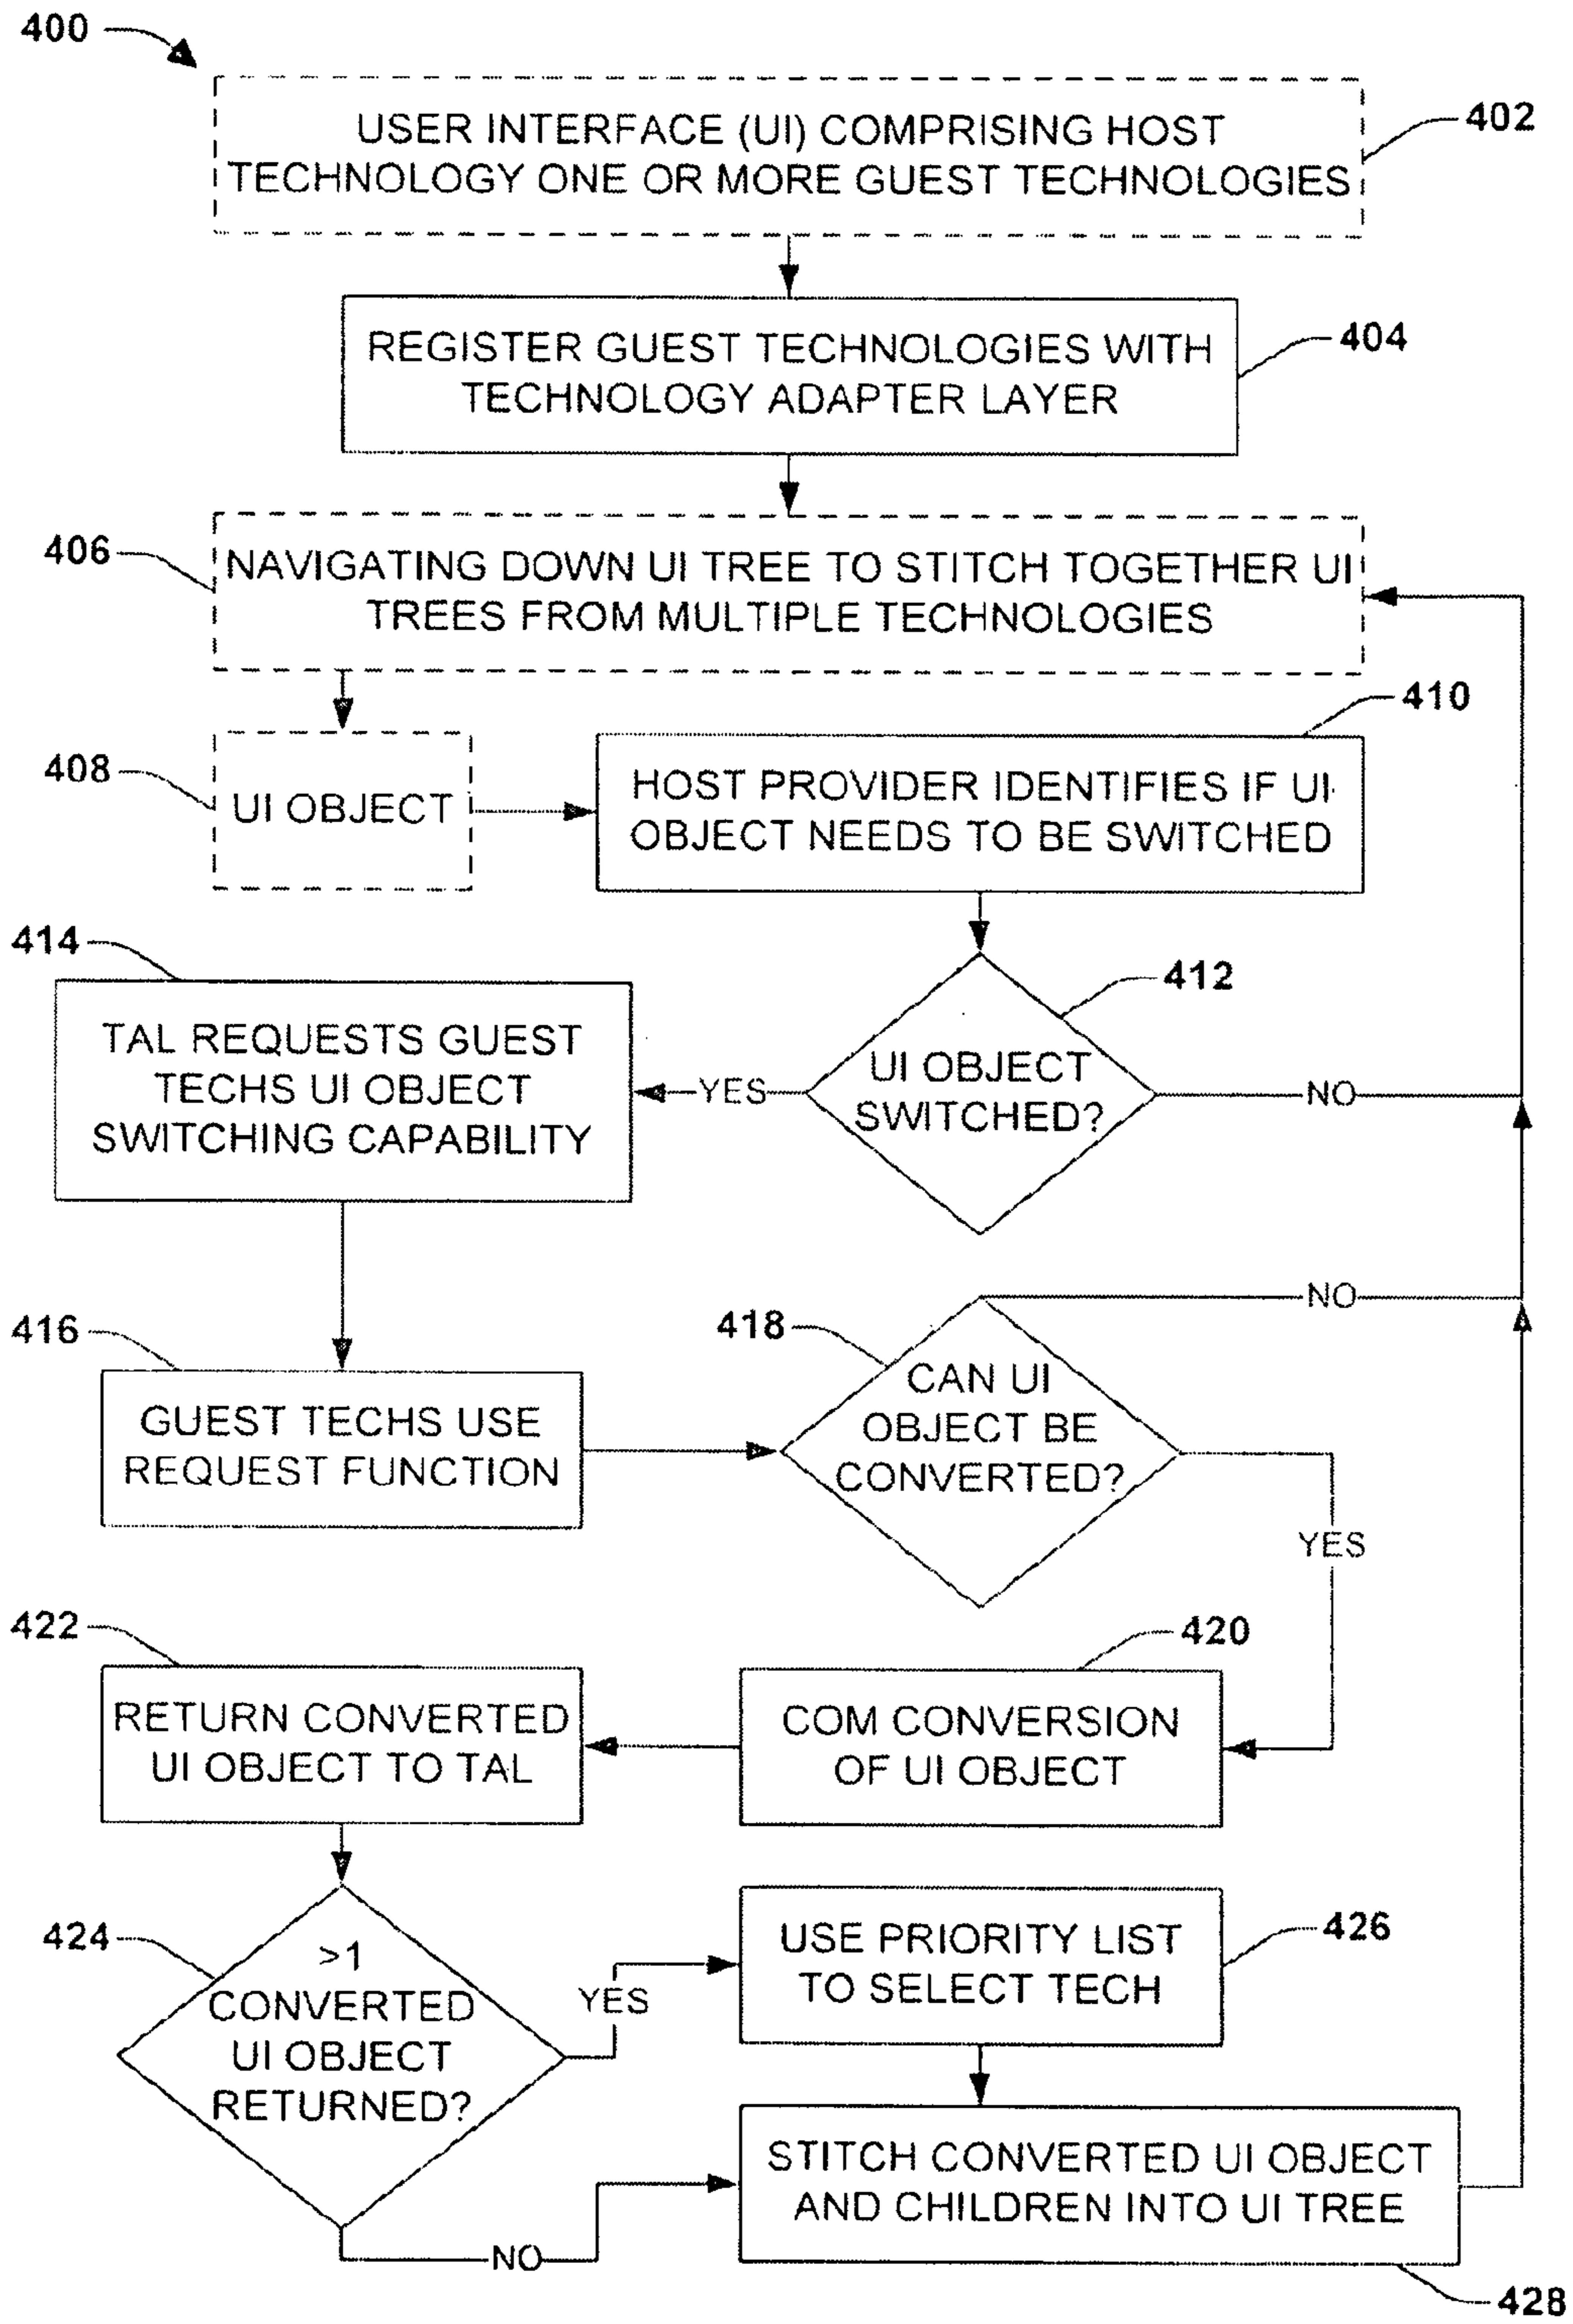 400
USER INTERFACE (UI) COMPRISING HOST
TECHNOLOGY ONE OR MORE GUEST TECHNOLOGIES
402
REGISTER GUEST TECHNOLOGIES WITH
TECHNOLOGY ADAPTER LAYER
404
406
NAVIGATING DOWN UI TREE TO STITCH TOGETHER UI
TREES FROM MULTIPLE TECHNOLOGIES
408
UI OBJECT
410
HOST PROVIDER IDENTIFIES IF UI
OBJECT NEEDS TO BE SWITCHED
412
UI OBJECT
SWITCHED?
YES
NO
414
TAL REQUESTS GUEST
TECHS UI OBJECT
SWITCHING CAPABILITY
416
GUEST TECHS USE
REQUEST FUNCTION
418
CAN UI
OBJECT BE
CONVERTED?
NO
YES
420
COM CONVERSION
OF UI OBJECT
422
RETURN CONVERTED
UI OBJECT TO TAL
424
>1
CONVERTED
UI OBJECT
RETURNED?
YES
NO
426
USE PRIORITY LIST
TO SELECT TECH
STITCH CONVERTED UI OBJECT
AND CHILDREN INTO UI TREE
428